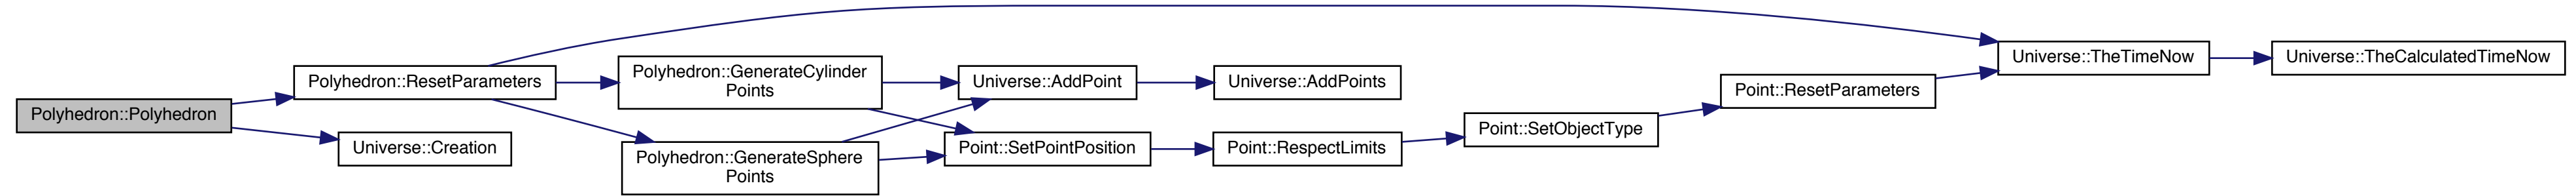 Polyhedron::Polyhedron
Polyhedron::ResetParameters
Universe::Creation
Polyhedron::GenerateCylinder
Points
Polyhedron::GenerateSphere
Points
Universe::AddPoint
Point::SetPointPosition
Universe::AddPoints
Point::RespectLimits
Point::SetObjectType
Point::ResetParameters
Universe::TheTimeNow
Universe::TheCalculatedTimeNow